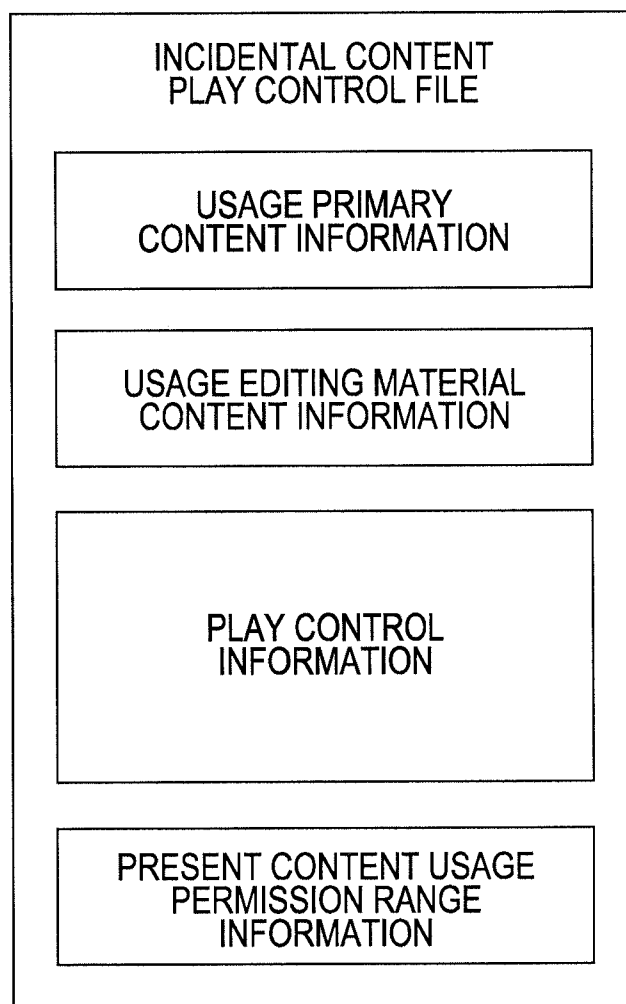 INCIDENTAL CONTENT
PLAY CONTROL FILE
USAGE PRIMARY
CONTENT INFORMATION
USAGE EDITING MATERIAL
CONTENT INFORMATION
PLAY CONTROL
INFORMATION
PRESENT CONTENT USAGE
PERMISSION RANGE
INFORMATION